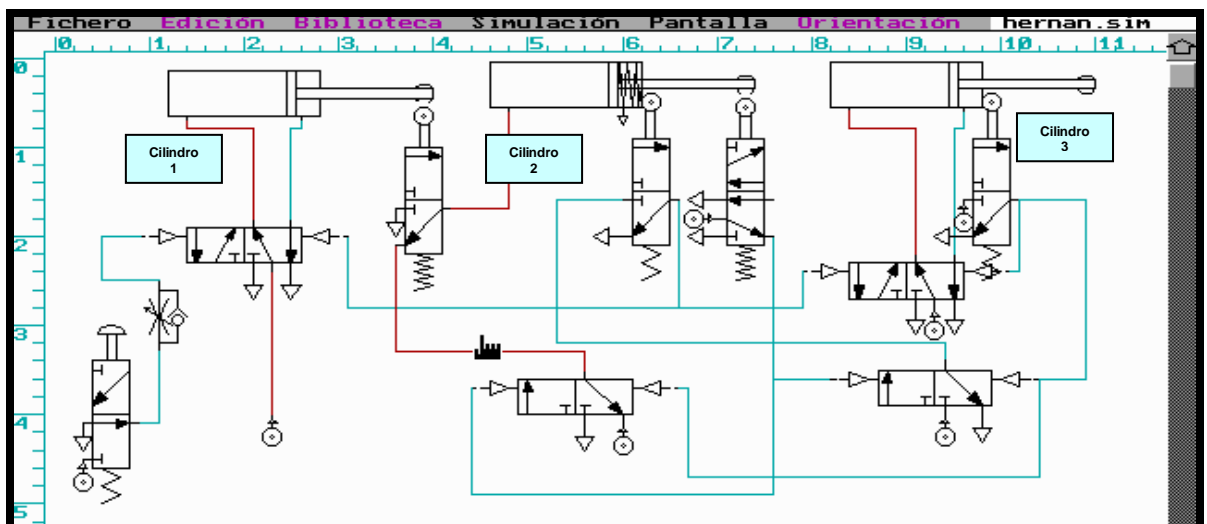 Fichero Edición Biblioteca Simulación Pantalla Orientación hernan.sim
0 1 2 3 4 5 6 7 8 9 10 11
0
Cilindro
1
Cilindro
2
Cilindro
3
1
2
3
4
5